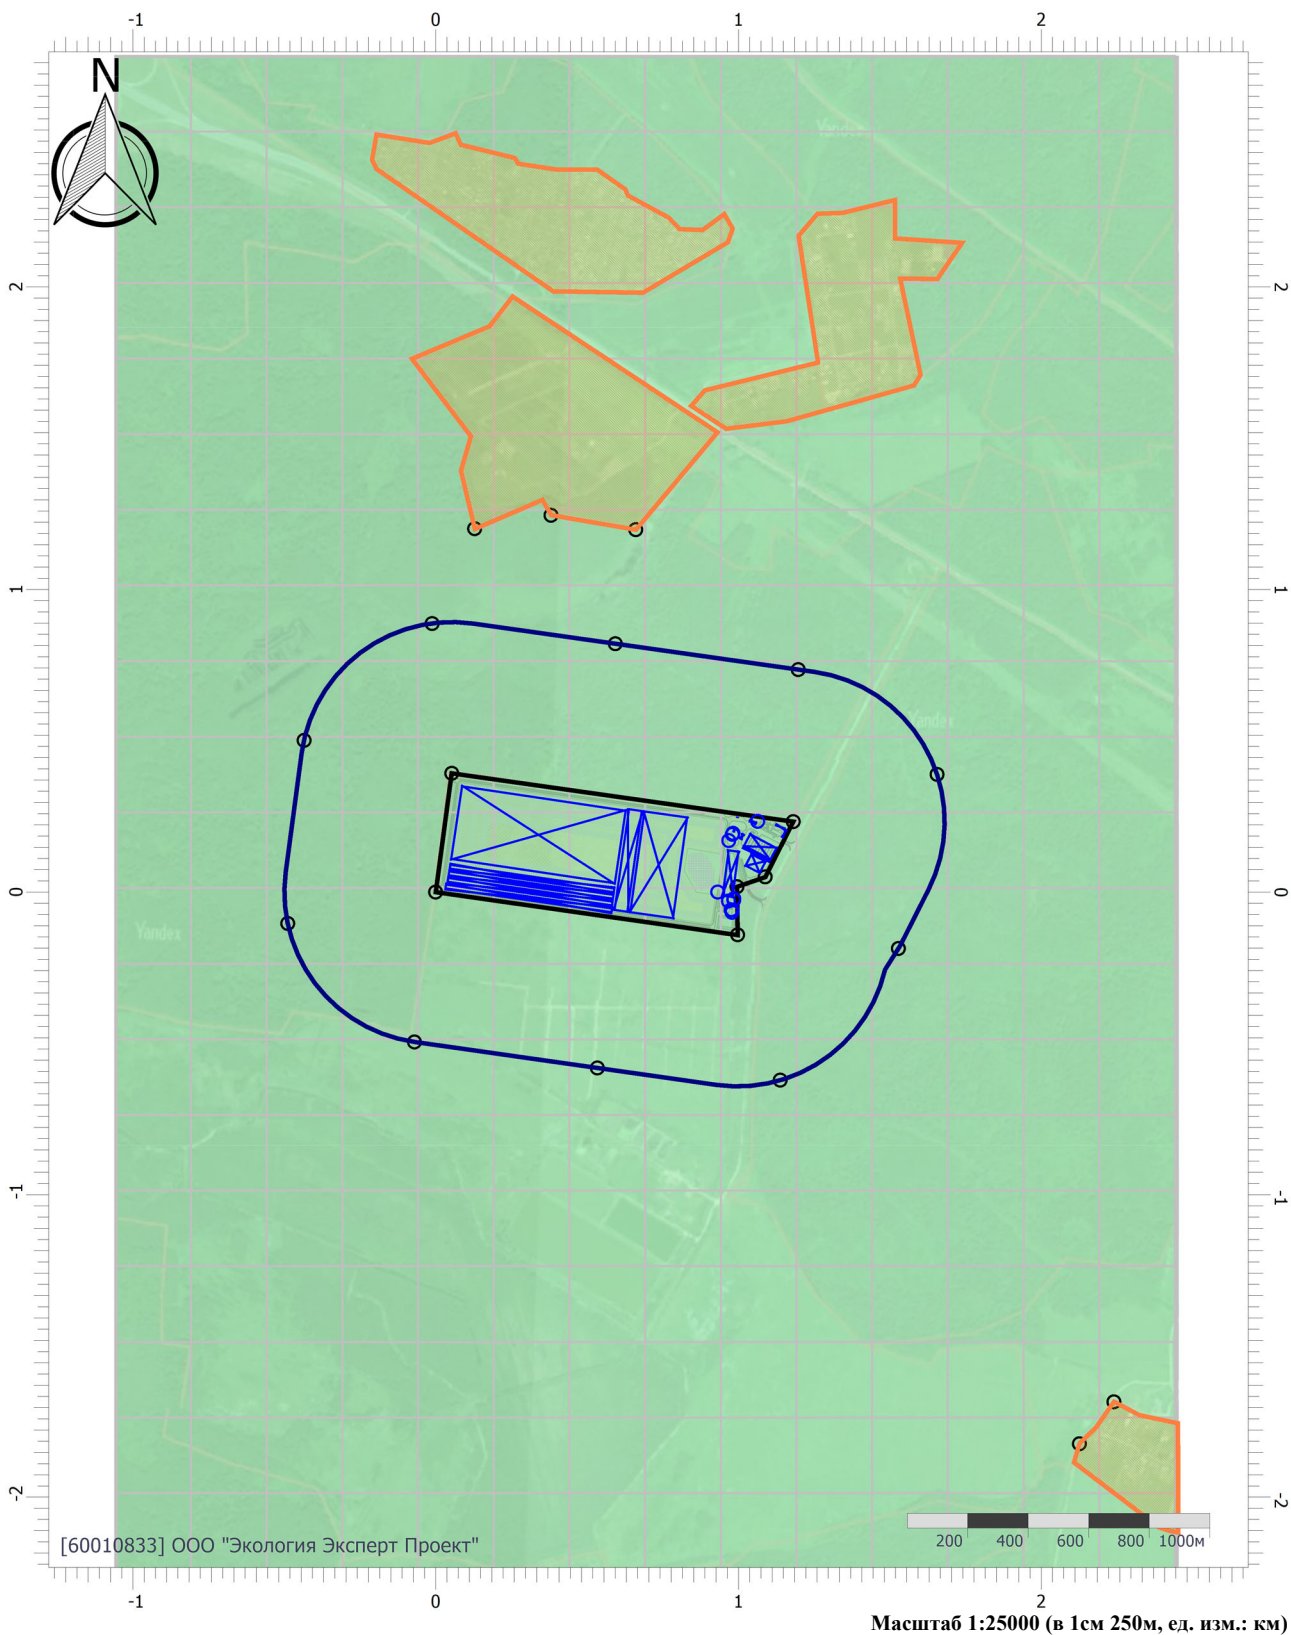 -1 0 1 2
N
Yandex
2 2
1 1
Yandex
0 0
Yandex
-1 -1
-2 -2
[60010833] ООО "Экология Эксперт Проект"
200 400 600 800 1000м
-1 0 1 2
Масштаб 1:25000 (в 1см 250м, ед. изм.: км)